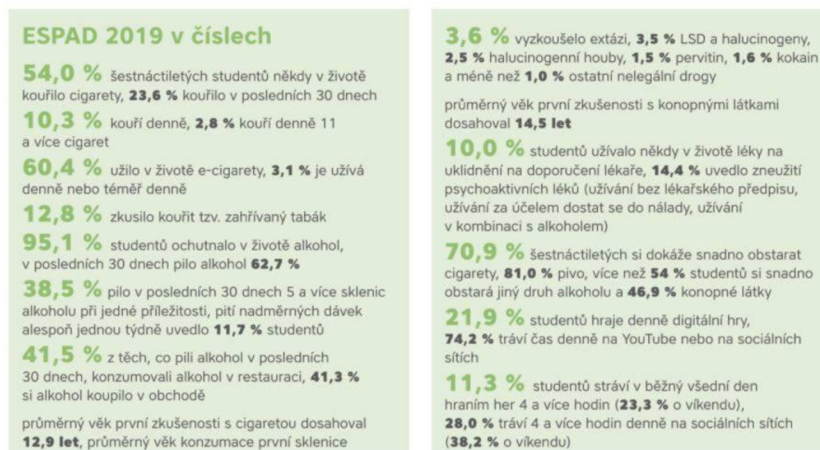 ESPAD 2019 v číslech
54,0 % šestnáctiletých studentů někdy v životě
kouřilo cigarety, 23,6 % kouřilo v posledních 30 dnech
10,3 % kouří denně, 2,8 % kouří denně 11
a více cigaret
60,4 % užilo v životě e-cigarety, 3,1 % je užívá
denně nebo téměř denně
12,8 % zkusilo kouřit tzv. zahřívaný tabák
95,1 % studentů ochutnalo v životě alkohol,
v posledních 30 dnech pilo alkohol 62,7 %
38,5 % pilo v posledních 30 dnech 5 a více sklenic
alkoholu při jedné příležitosti, pití nadměrných dávek
alespoň jednou týdně uvedlo 11,7 % studentů
41,5 % z těch, co pili alkohol v posledních
30 dnech, konzumovali alkohol v restauraci, 41,3 %
si alkohol koupilo v obchodě
průměrný věk první zkušenosti s cigaretou dosahoval
12,9 let, průměrný věk konzumace první sklenice
3,6 % vyzkoušelo extázi, 3,5 % LSD a halucinogeny,
2,5 % halucinogenní houby, 1,5 % pervitin, 1,6 % kokain
a méně než 1,0 % ostatní nelegální drogy
průměrný věk první zkušenosti s konopnými látkami
dosahoval 14,5 let
10,0 % studentů užívalo někdy v životě léky na
uklidnění na doporučení lékaře, 14,4 % uvedlo zneužití
psychoaktivních léků (užívání bez lékařského předpisu,
užívání za účelem dostat se do nálady, užívání
v kombinaci s alkoholem)
70,9 % šestnáctiletých si dokáže snadno obstarat
cigarety, 81,0 % pivo, více než 54 % studentů si snadno
obstará jiný druh alkoholu a 46,9 % konopné látky
21,9 % studentů hraje denně digitální hry,
74,2 % tráví čas denně na YouTube nebo na sociálních
sítích
11,3 % studentů stráví v běžný všední den
hraním her 4 a více hodin (23,3 % o víkendu),
28,0 % tráví 4 a více hodin denně na sociálních sítích
(38,2 % o víkendu)